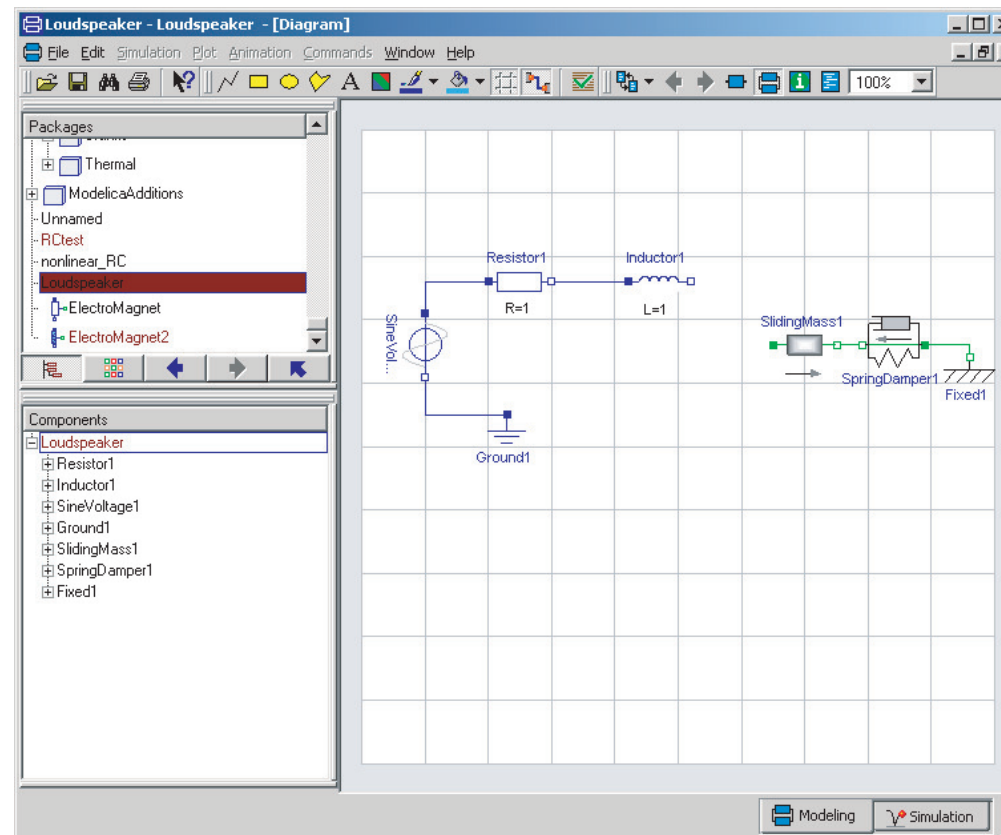 Loudspeaker - Loudspeaker - [Diagram]
File Edit Simulation Plot Animation Commands Window Help
A
100%
Packages
Thermal
ModelicaAdditions
Unnamed
RCtest
nonlinear_RC
Loudspeaker
ElectroMagnet
ElectroMagnet2
Components
Loudspeaker
Resistor1
Inductor1
SineVoltage1
Ground1
SlidingMass1
SpringDamper1
Fixed1
Resistor1
R=1
Inductor1
L=1
SineVol...
Ground1
SlidingMass1
SpringDamper1
Fixed1
Modeling
Simulation